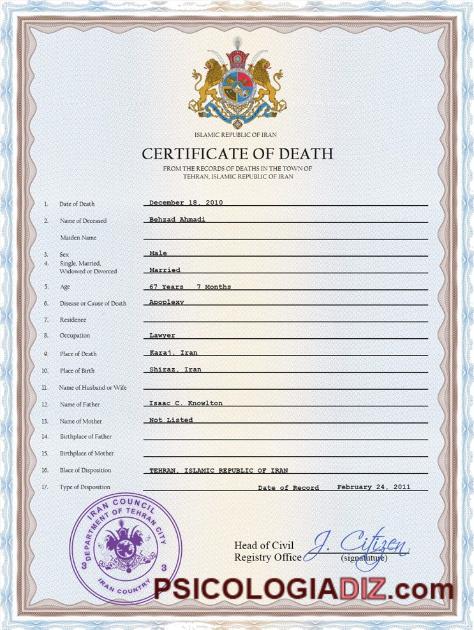 ISLAMIC REPUBLIC OF IRAN
CERTIFICATE OF DEATH
FROM THE RECORDS OF DEATHS IN THE TOWN OF
TEHRAN, ISLAMIC REPUBLIC OF IRAN
1. Date of Death December 18, 2010
2. Name of Deceased Behzad Ahmadi
Maiden Name
3. Sex Male
4. Single, Married,
Widowed or Divorced Married
5. Age 67 Years 7 Months
6. Disease or Cause of Death Apoplexy
7. Residence
8. Occupation Lawyer
9. Place of Death Karaj, Iran
10. Place of Birth Shiraz, Iran
11. Name of Husband or Wife
12. Name of Father Isaac C. Knowlton
13. Name of Mother Not Listed
14. Birthplace of Father
15. Birthplace of Mother
16. Place of Disposition TEHRAN, ISLAMIC REPUBLIC OF IRAN
17. Type of Disposition Date of Record February 24, 2011
IRAN COUNCIL
DEPARTMENT OF TEHRAN CITY
3 3
IRAN COUNTRY
Head of Civil
Registry Office J. Citizen
(signatuture)
PSICOLOGIADIZ.com